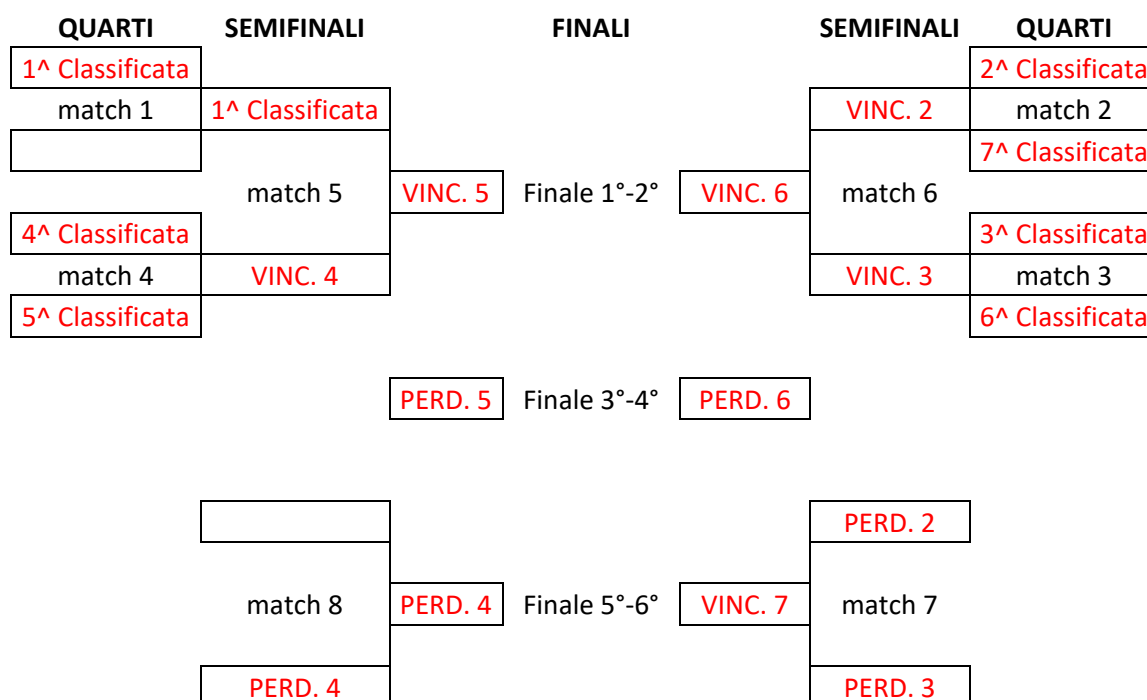 QUARTI SEMIFINALI FINALI SEMIFINALI QUARTI
1^ Classificata 2^ Classificata
match 1 1^ Classificata VINC. 2 match 2
7^ Classificata
match 5 VINC. 5 Finale 1°-2° VINC. 6 match 6
4^ Classificata 3^ Classificata
match 4 VINC. 4 VINC. 3 match 3
5^ Classificata 6^ Classificata
PERD. 5 Finale 3°-4° PERD. 6
PERD. 2
match 8 PERD. 4 Finale 5°-6° VINC. 7 match 7
PERD. 4 PERD. 3